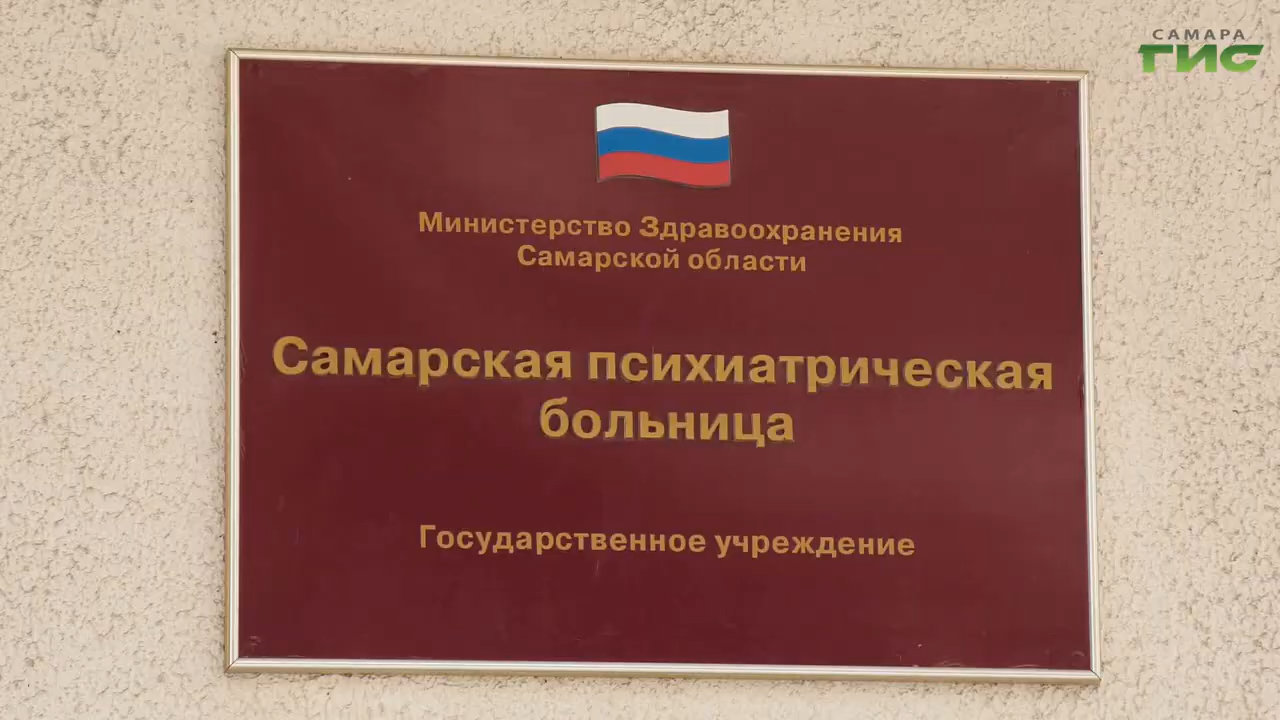 САМАРА
ГИС
Министерство Здравоохранения
Самарской области
Самарская психиатрическая
больница
Государственное учреждение